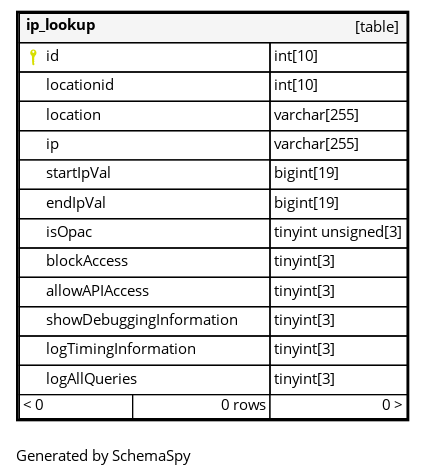 ip_lookup [table]
id int[10]
locationid int[10]
location varchar[255]
ip varchar[255]
startIpVal bigint[19]
endIpVal bigint[19]
isOpac tinyint unsigned[3]
blockAccess tinyint[3]
allowAPIAccess tinyint[3]
showDebuggingInformation tinyint[3]
logTimingInformation tinyint[3]
logAllQueries tinyint[3]
< 0 0 rows 0 >
Generated by SchemaSpy